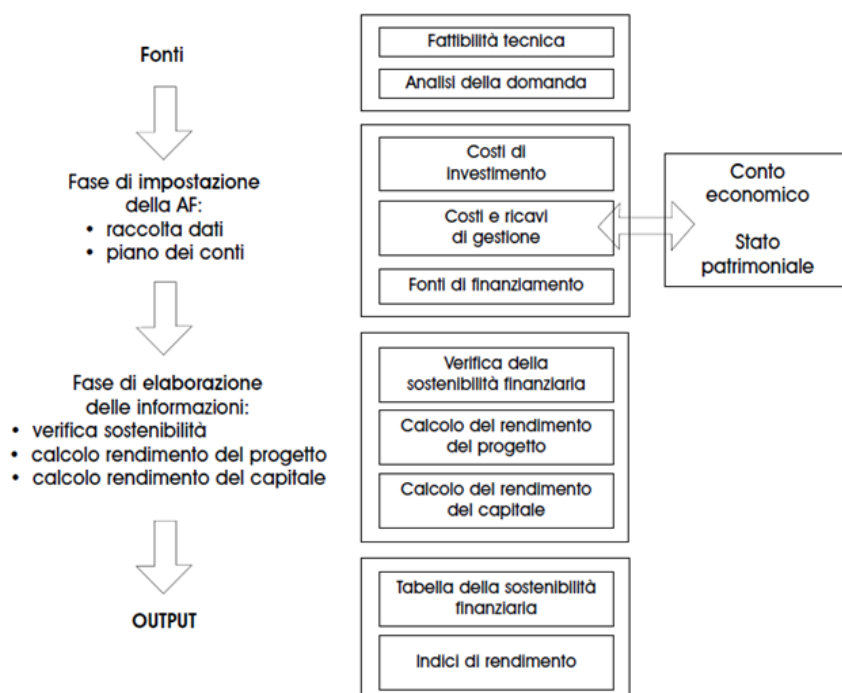 Fonti
Fattibilità tecnica
Analisi della domanda
Fase di impostazione
della AF:
• raccolta dati
• piano dei conti
Costi di
investimento
Costi e ricavi
di gestione
Fonti di finanziamento
Conto
economico
Stato
patrimoniale
Fase di elaborazione
delle informazioni:
• verifica sostenibilità
• calcolo rendimento del progetto
• calcolo rendimento del capitale
Verifica della
sostenibilità finanziaria
Calcolo del rendimento
del progetto
Calcolo del rendimento
del capitale
OUTPUT
Tabella della sostenibilità
finanziaria
Indici di rendimento